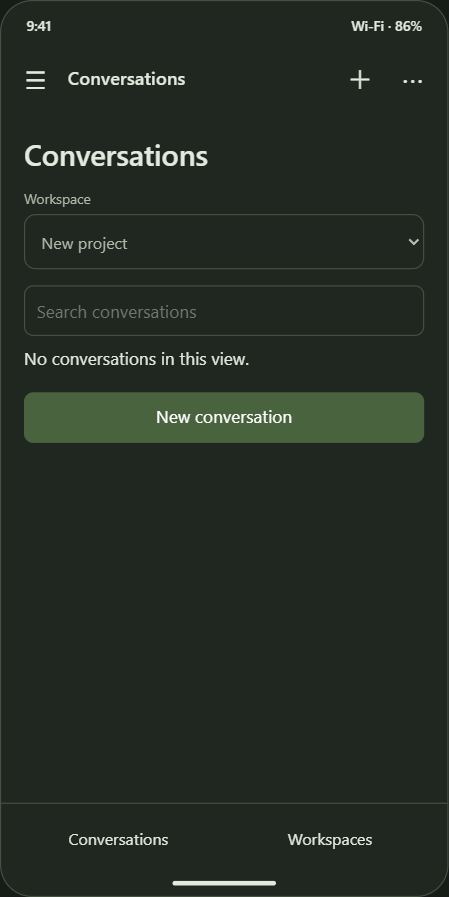 9:41
Wi-Fi · 86%
Conversations
Conversations
Workspace
New project
Search conversations
No conversations in this view.
New conversation
Conversations
Workspaces